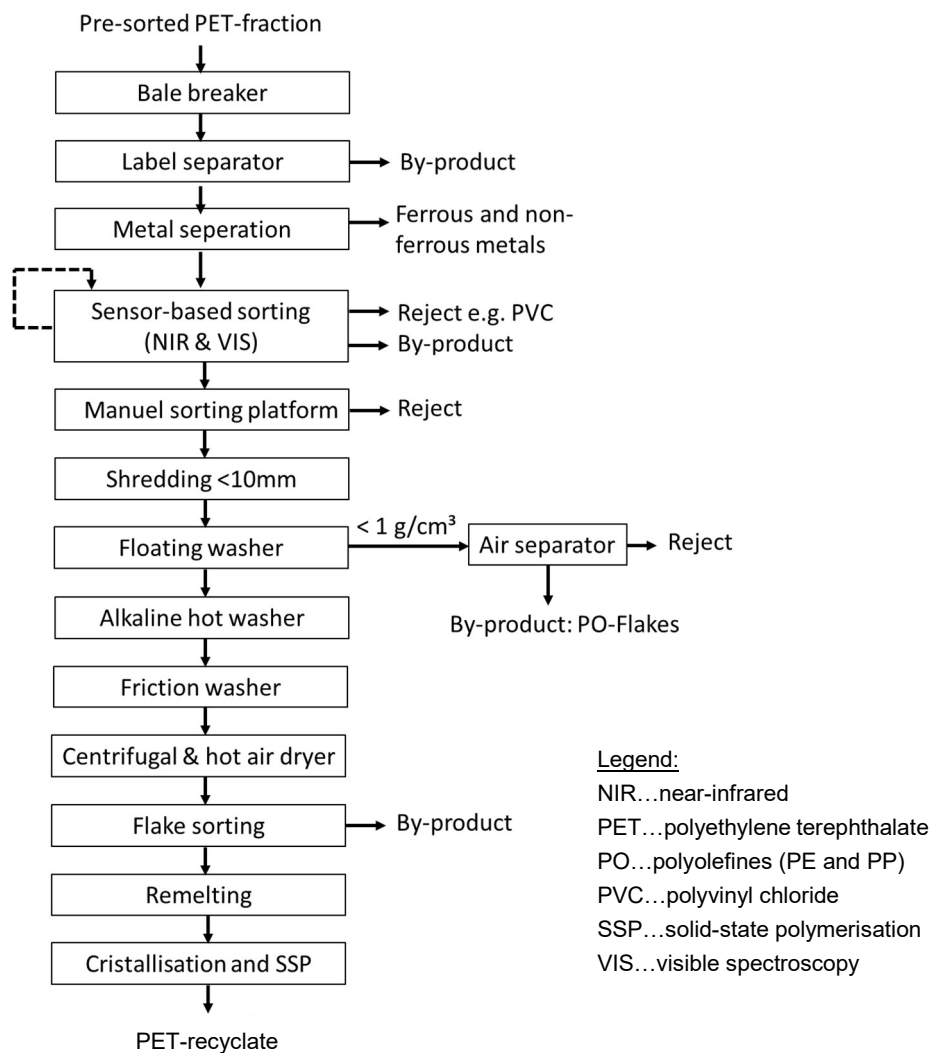 Pre-sorted PET-fraction
Bale breaker
Label separator
By-product
Metal seperation
Ferrous and non-
ferrous metals
Sensor-based sorting
(NIR & VIS)
Reject e.g. PVC
By-product
Manuel sorting platform
Reject
Shredding <10mm
Floating washer
< 1 g/cm³
Air separator
Reject
By-product: PO-Flakes
Alkaline hot washer
Friction washer
Centrifugal & hot air dryer
Flake sorting
By-product
Remelting
Cristallisation and SSP
PET-recyclate
Legend:
NIR…near-infrared
PET…polyethylene terephthalate
PO…polyolefines (PE and PP)
PVC…polyvinyl chloride
SSP…solid-state polymerisation
VIS…visible spectroscopy